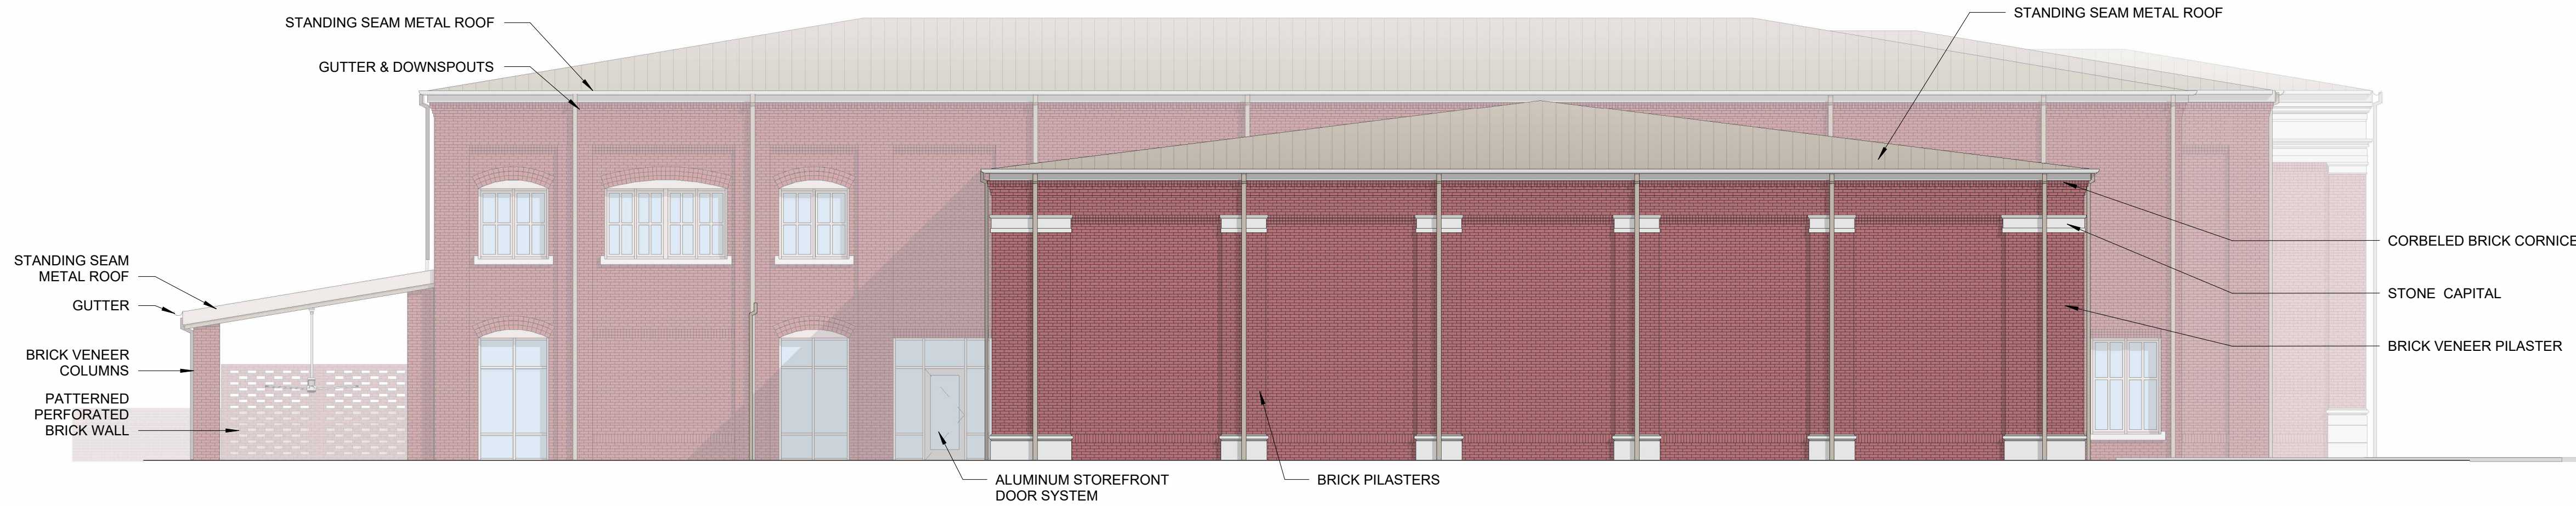 STANDING SEAM METAL ROOF
GUTTER & DOWNSPOUTS
STANDING SEAM METAL ROOF
STANDING SEAM
METAL ROOF
GUTTER
BRICK VENEER
COLUMNS
PATTERNED
PERFORATED
BRICK WALL
CORBELED BRICK CORNICE
STONE CAPITAL
BRICK VENEER PILASTER
ALUMINUM STOREFRONT
DOOR SYSTEM
BRICK PILASTERS